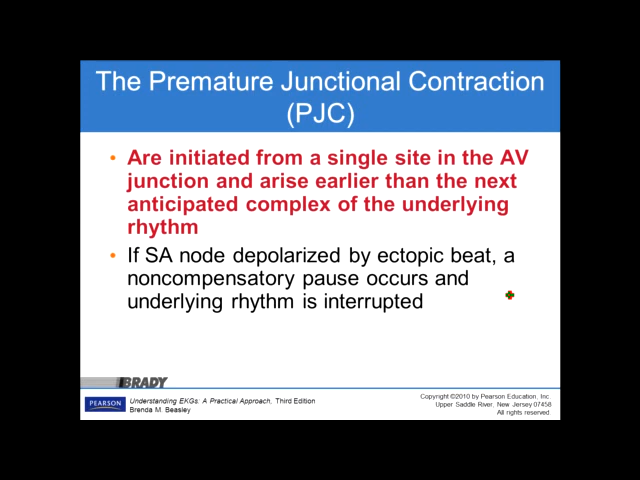 The Premature Junctional Contraction
(PJC)
• Are initiated from a single site in the AV
junction and arise earlier than the next
anticipated complex of the underlying
rhythm
• If SA node depolarized by ectopic beat, a
noncompensatory pause occurs and
underlying rhythm is interrupted
BRADY
PEARSON
Understanding EKGs: A Practical Approach, Third Edition
Brenda M. Beasley
Copyright ©2010 by Pearson Education, Inc.
Upper Saddle River, New Jersey 07458
All rights reserved.